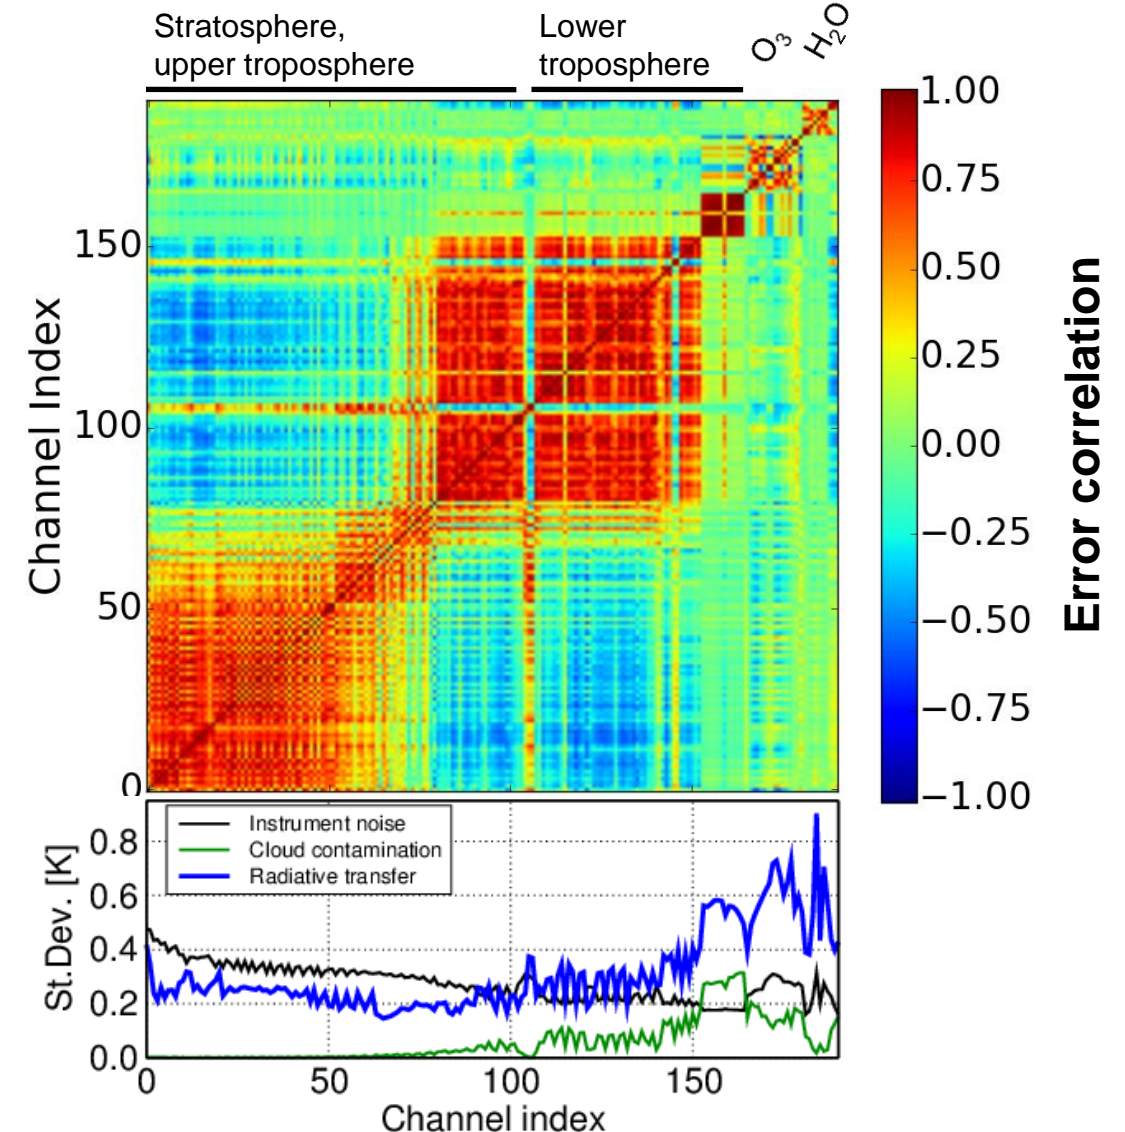 Stratosphere,
upper troposphere
Lower
troposphere
O3
H2O
Channel Index
150
100
50
0
1.00
0.75
0.50
0.25
0.00
−0.25
−0.50
−0.75
−1.00
Error correlation
St.Dev. [K]
0.8
0.6
0.4
0.2
0.0
Instrument noise
Cloud contamination
Radiative transfer
0
50
100
150
Channel index